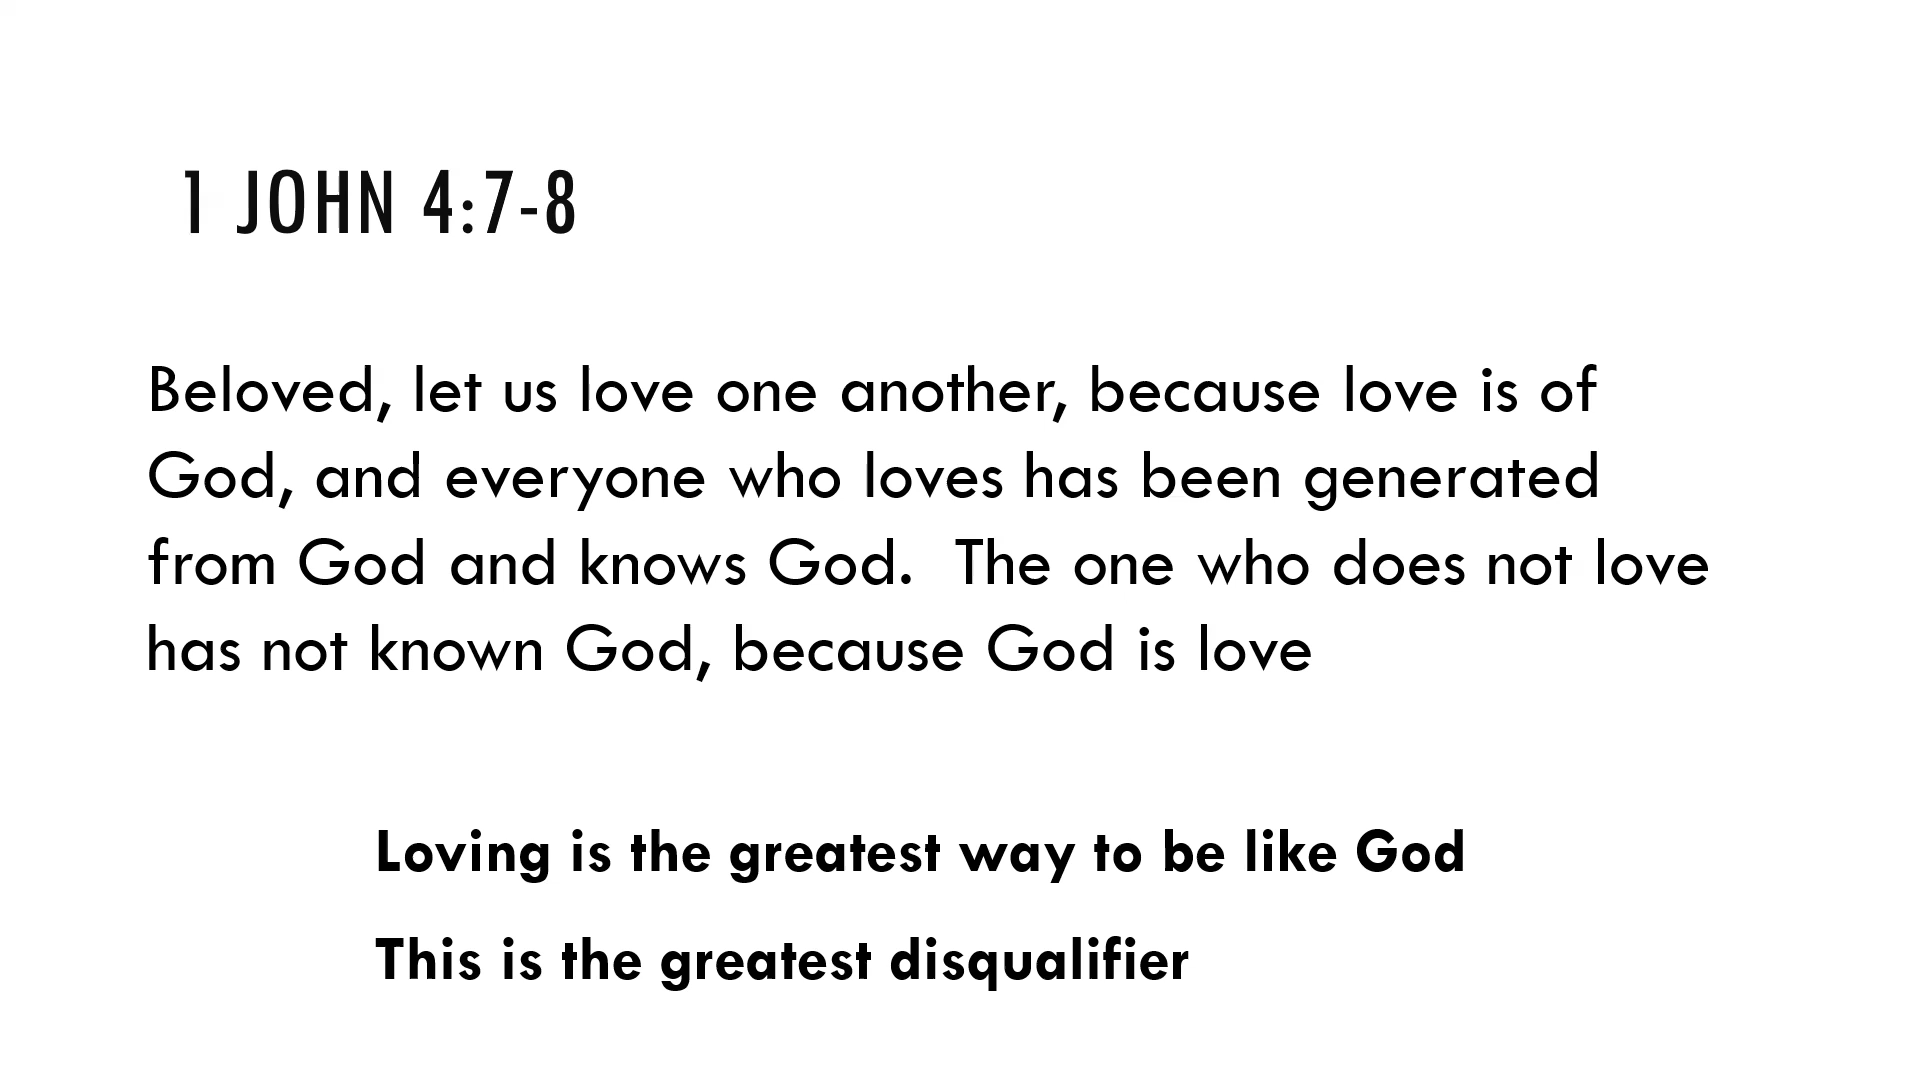 1 JOHN 4:7-8
Beloved, let us love one another, because love is of
God, and everyone who loves has been generated
from God and knows God.  The one who does not love
has not known God, because God is love
Loving is the greatest way to be like God
This is the greatest disqualifier